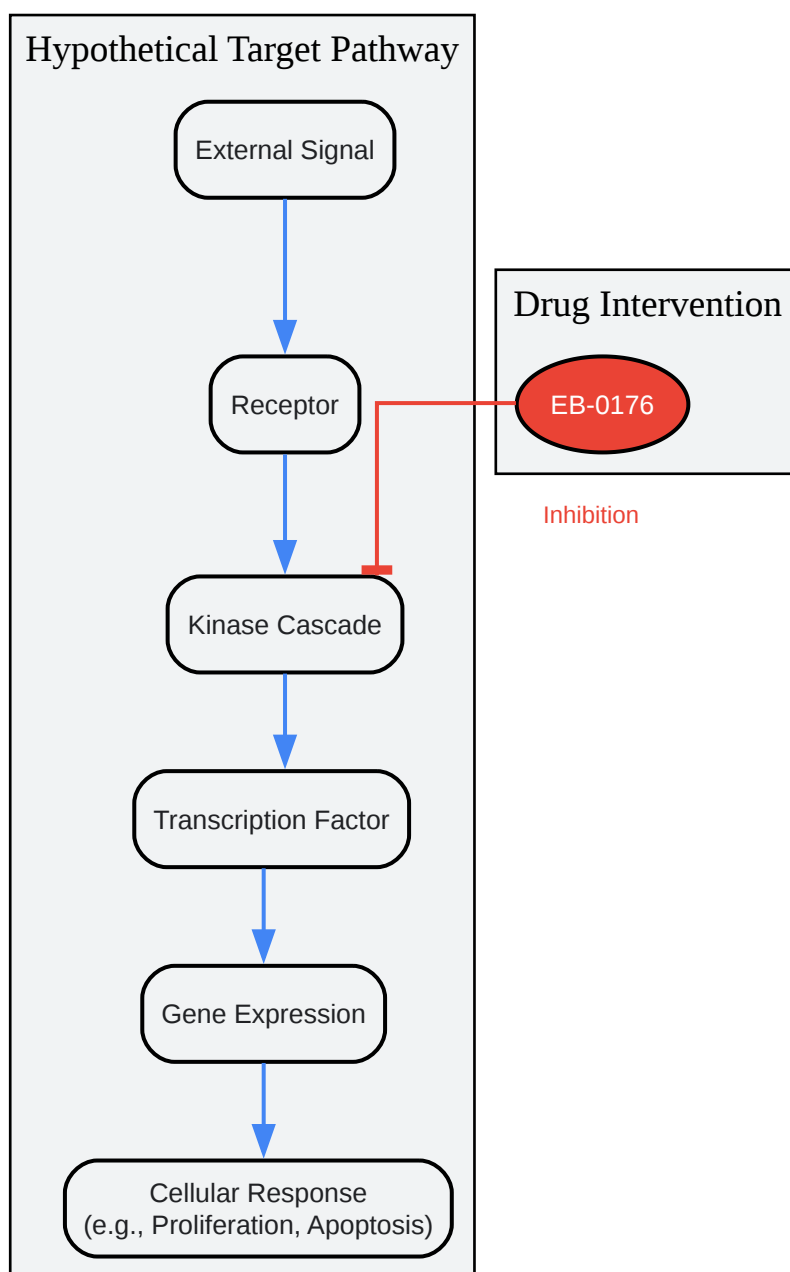 Hypothetical Target Pathway
External Signal
Drug Intervention
Receptor
EB-0176
Inhibition
Kinase Cascade
Transcription Factor
Gene Expression
Cellular Response
(e.g., Proliferation, Apoptosis)